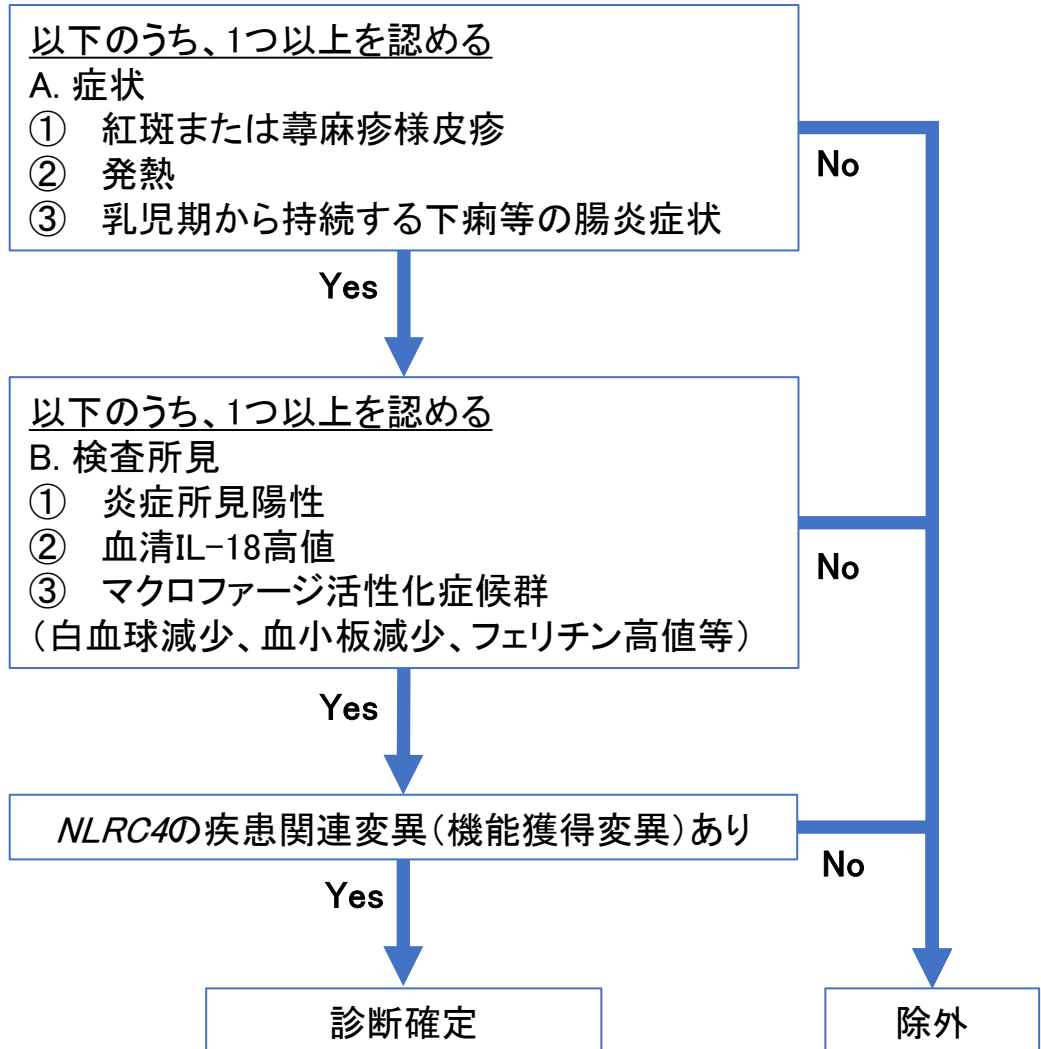 以下のうち、1つ以上を認める
A. 症状
①　紅斑または蕁麻疹様皮疹
②　発熱
③　乳児期から持続する下痢等の腸炎症状
No
Yes
以下のうち、1つ以上を認める
B. 検査所見
①　炎症所見陽性
②　血清IL-18高値
③　マクロファージ活性化症候群
（白血球減少、血小板減少、フェリチン高値等）
No
Yes
NLRC4の疾患関連変異（機能獲得変異）あり
No
Yes
診断確定
除外